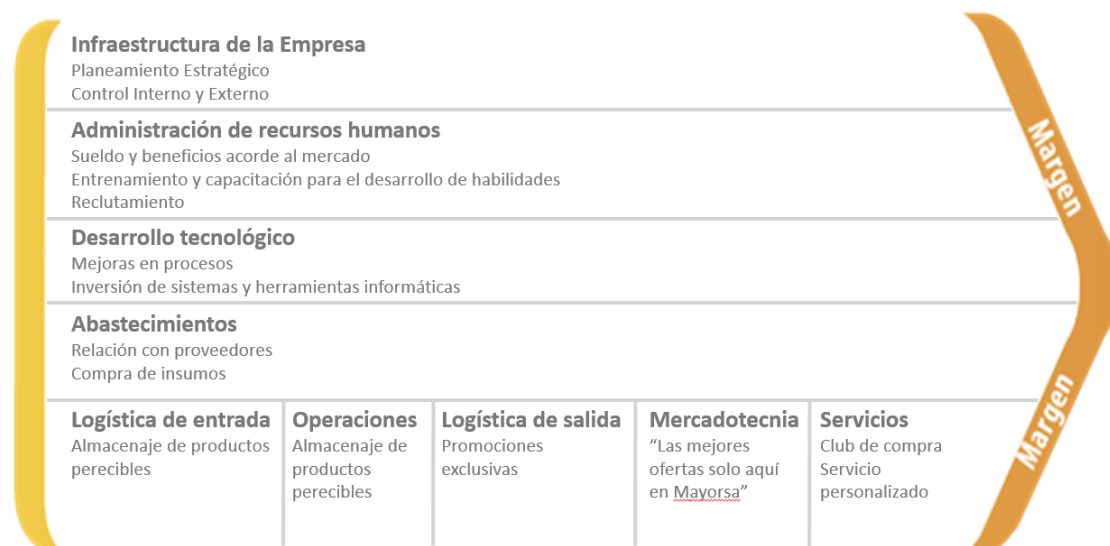 Infraestructura de la Empresa
Planeamiento Estratégico
Control Interno y Externo
Administración de recursos humanos
Sueldo y beneficios acorde al mercado
Entrenamiento y capacitación para el desarrollo de habilidades
Reclutamiento
Desarrollo tecnológico
Mejoras en procesos
Inversión de sistemas y herramientas informáticas
Abastecimientos
Relación con proveedores
Compra de insumos
Logística de entrada
Almacenaje de productos
perecibles
Operaciones
Almacenaje de
productos
perecibles
Logística de salida
Promociones
exclusivas
Mercadotecnia
“Las mejores
ofertas solo aquí
en Mayorsa”
Servicios
Club de compra
Servicio
personalizado
Margen
Margen